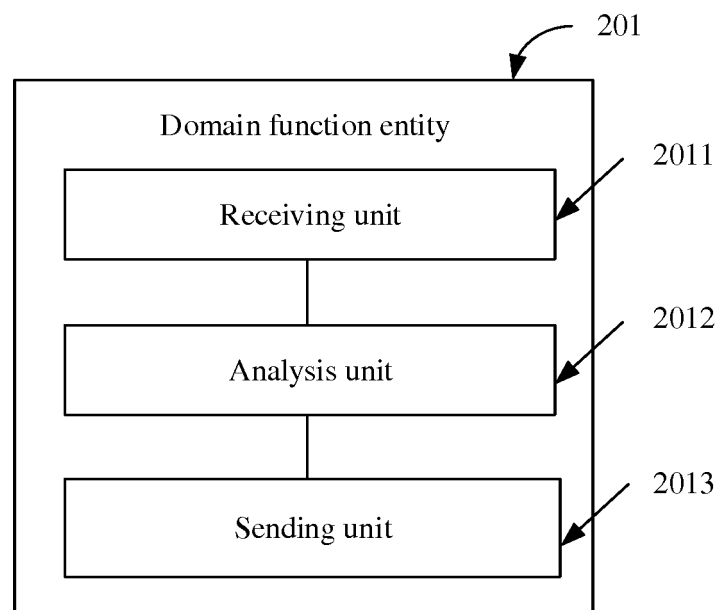 201
Domain function entity
2011
Receiving unit
2012
Analysis unit
2013
Sending unit